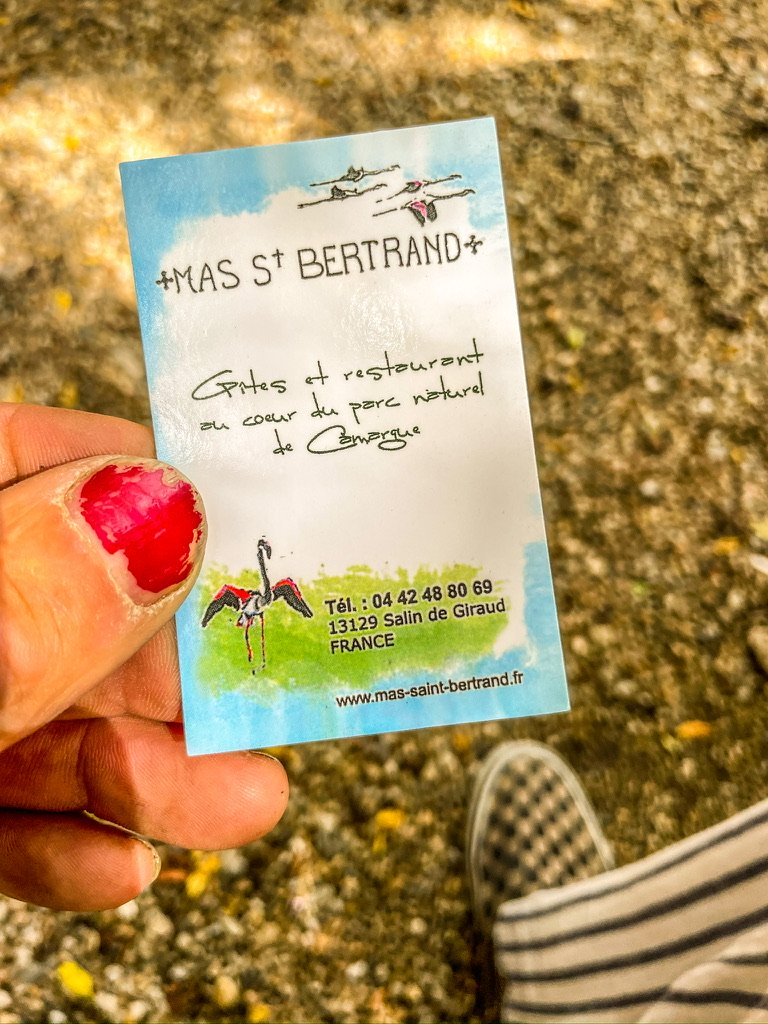 MAS St BERTRAND
Gîtes et restaurant
au coeur du parc naturel
de Camargue
Tél. : 04 42 48 80 69
13129 Salin de Giraud
FRANCE
www.mas-saint-bertrand.fr